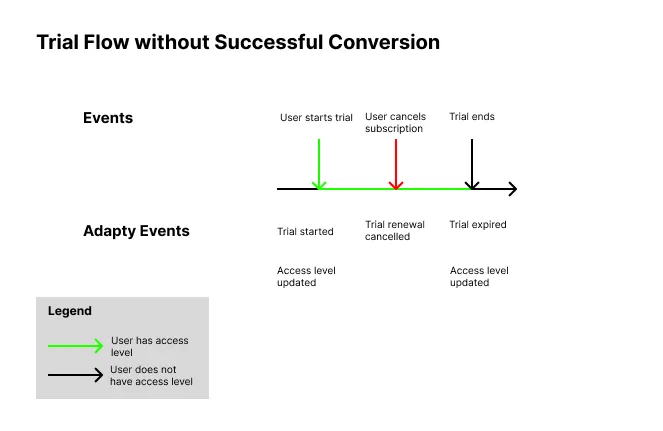 Trial Flow without Successful Conversion
Events
User starts trial
User cancels
subscription
Trial ends
Adapty Events
Trial started
Trial renewal
cancelled
Trial expired
Access level
updated
Access level
updated
Legend
User has access
level
User does not
have access level